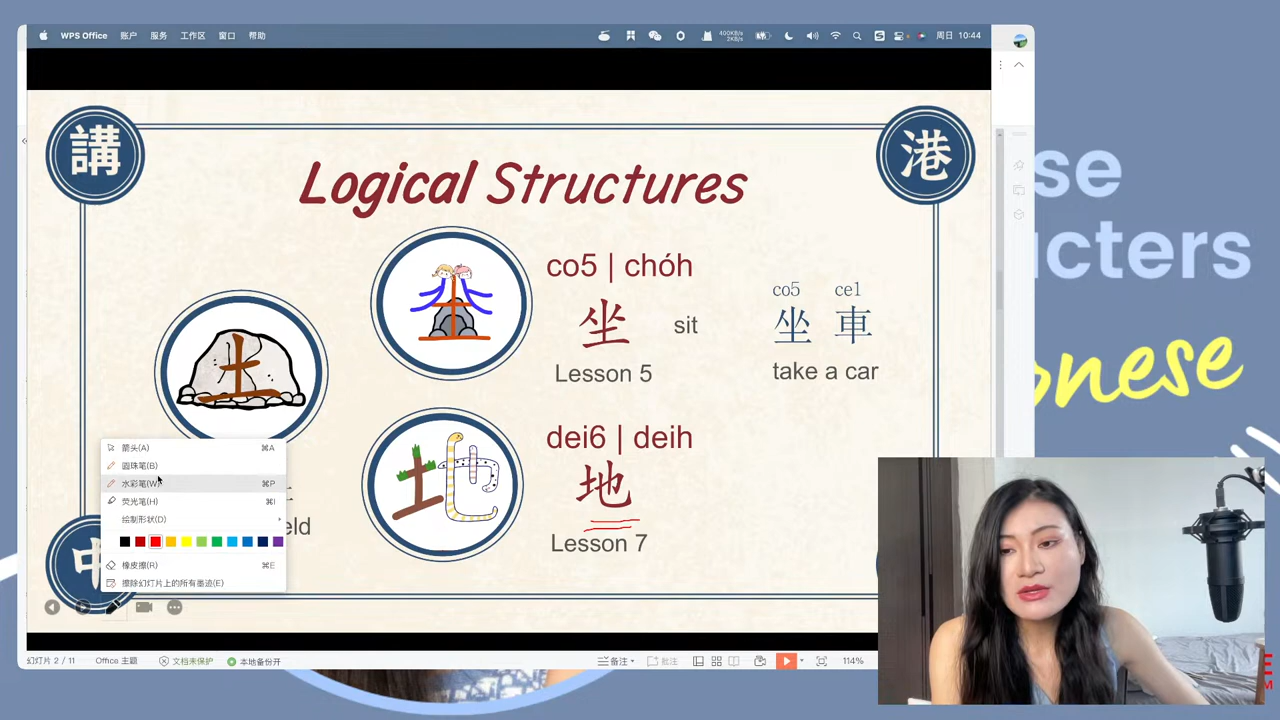 WPS Office 账户 服务 工作区 窗口 帮助
400KB/s
2KB/s
周日 10:44
講
港
Logical Structures
co5 | chóh
坐 sit
Lesson 5
co5 ce1
坐 車
take a car
土
dei6 | deih
地
Lesson 7
eld
中
箭头(A) ⌘A
圆珠笔(B)
水彩笔(W) ⌘P
荧光笔(H) ⌘I
绘制形状(D)
橡皮擦(R) ⌘E
擦除幻灯片上的所有墨迹(E)
幻灯片 2 / 11 Office 主题 文档未保护 本地备份开 备注 批注 114%
se
cters
nese
E
M